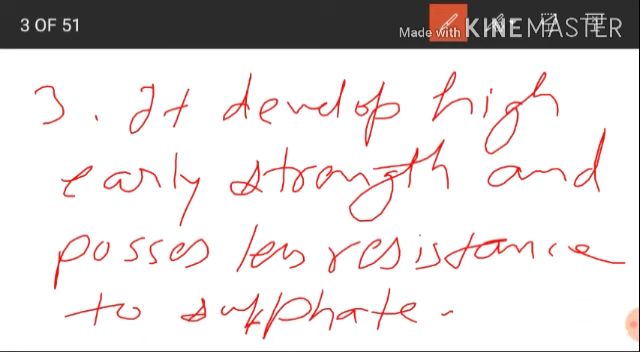 3 OF 51
Made with KINEMASTER
3. It develop high
early strength and
posses less resistance
to sulphate.